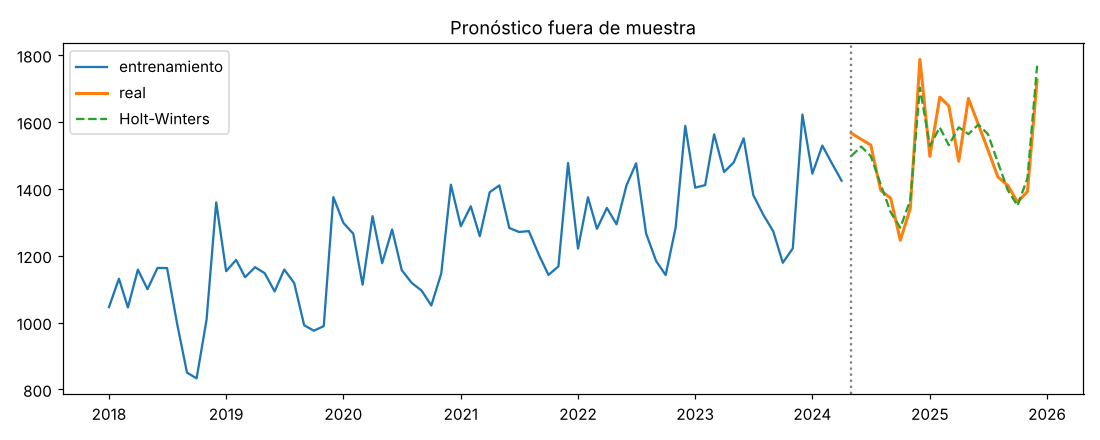 Pronóstico fuera de muestra
entrenamiento
real
Holt-Winters
1800
1600
1400
1200
1000
800
2018 2019 2020 2021 2022 2023 2024 2025 2026